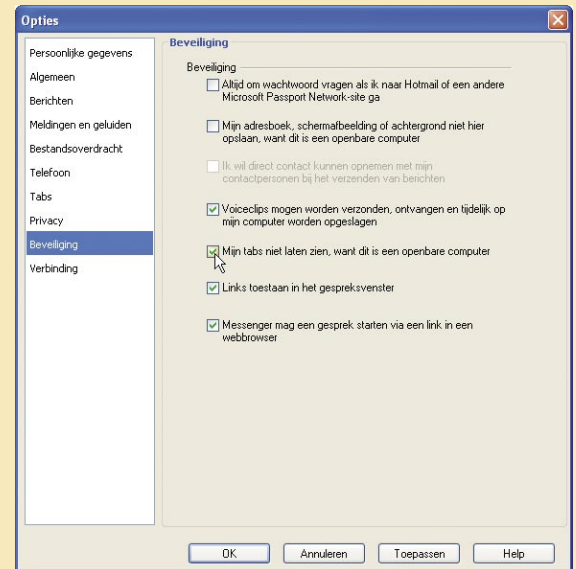 Opties
Persoonlijke gegevens
Algemeen
Berichten
Meldingen en geluiden
Bestandsoverdracht
Telefoon
Tabs
Privacy
Beveiliging
Verbinding
Beveiliging
Beveiliging
Altijd om wachtwoord vragen als ik naar Hotmail of een andere
Microsoft Passport Network-site ga
Mijn adresboek, schermafbeelding of achtergrond niet hier
opslaan, want dit is een openbare computer
Ik wil direct contact kunnen opnemen met mijn
contactpersonen bij het verzenden van berichten
Voiceclips mogen worden verzonden, ontvangen en tijdelijk op
mijn computer worden opgeslagen
Mijn tabs niet laten zien, want dit is een openbare computer
Links toestaan in het gespreksvenster
Messenger mag een gesprek starten via een link in een
webbrowser
OK
Annuleren
Toepassen
Help